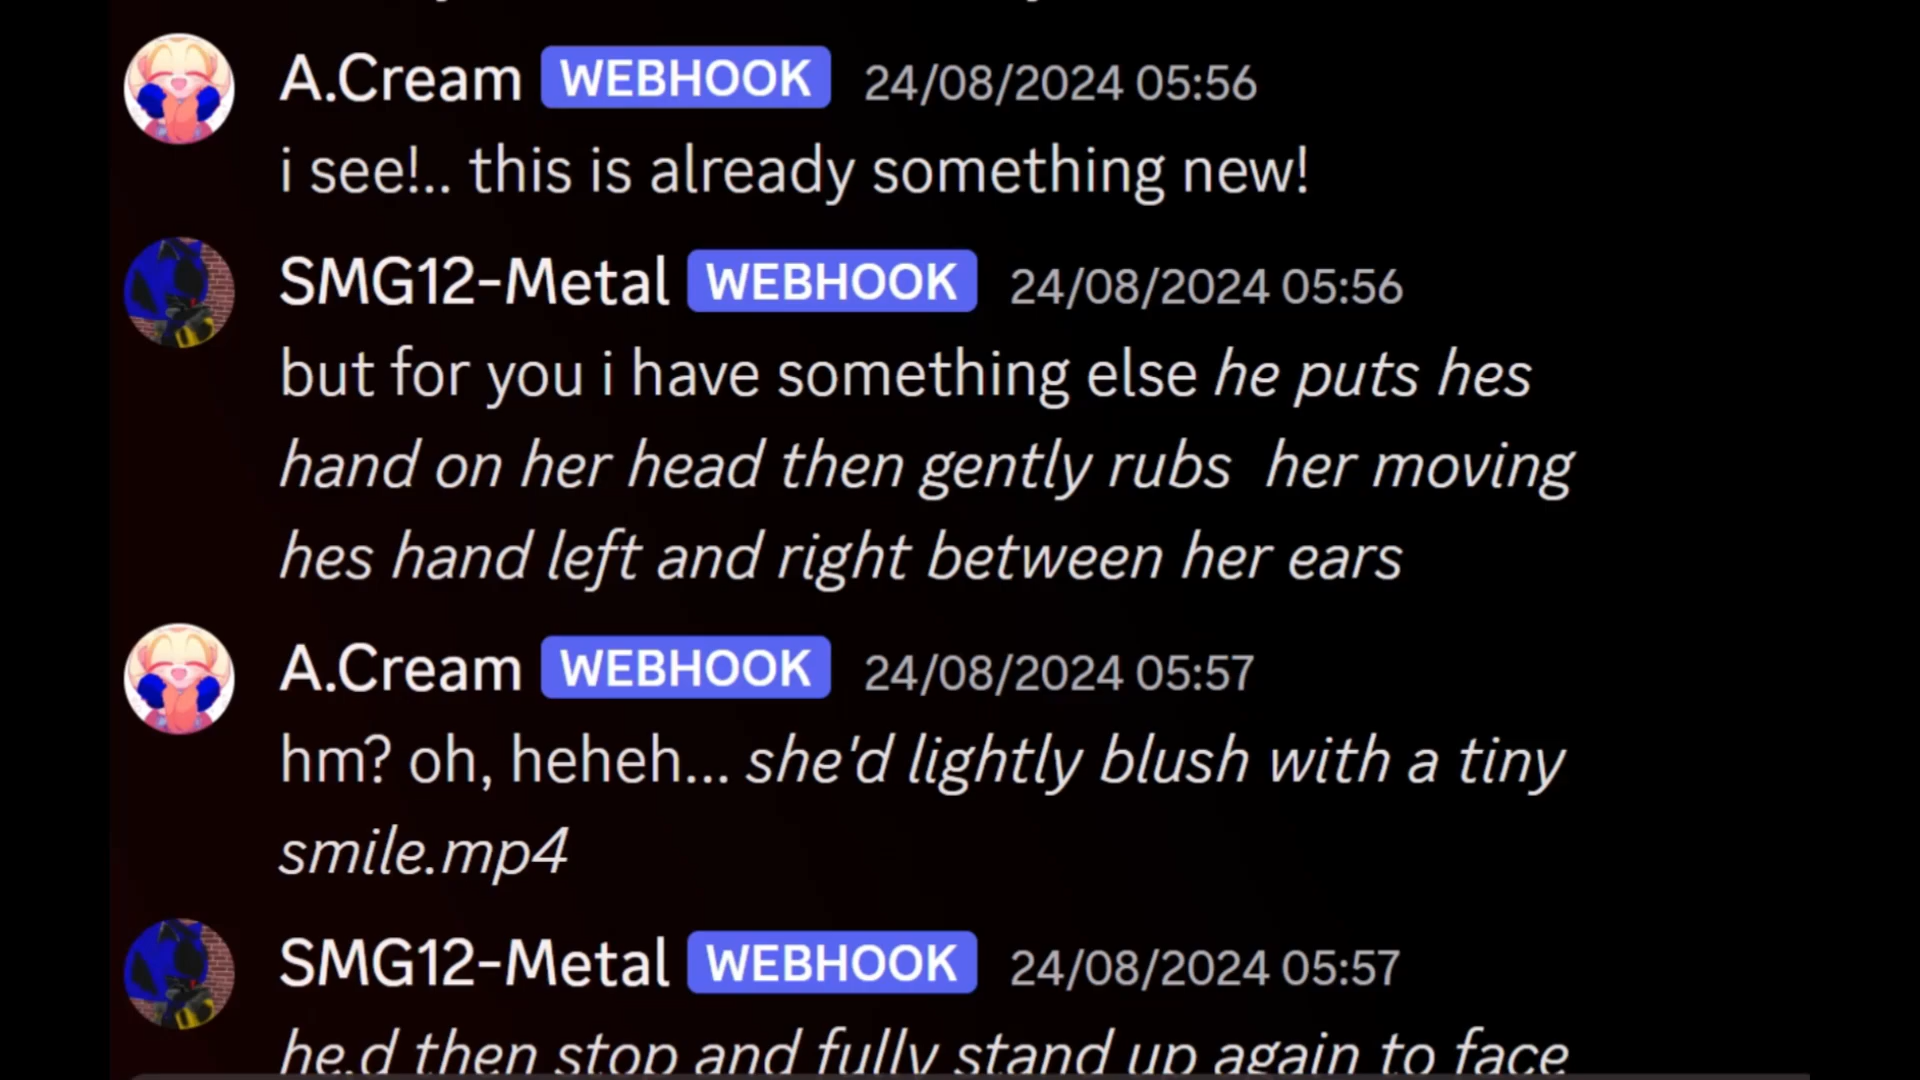 A.Cream WEBHOOK 24/08/2024 05:56
i see!.. this is already something new!
SMG12-Metal WEBHOOK 24/08/2024 05:56
but for you i have something else he puts hes
hand on her head then gently rubs  her moving
hes hand left and right between her ears
A.Cream WEBHOOK 24/08/2024 05:57
hm? oh, heheh... she'd lightly blush with a tiny
smile.mp4
SMG12-Metal WEBHOOK 24/08/2024 05:57
he.d then stop and fully stand up again to face